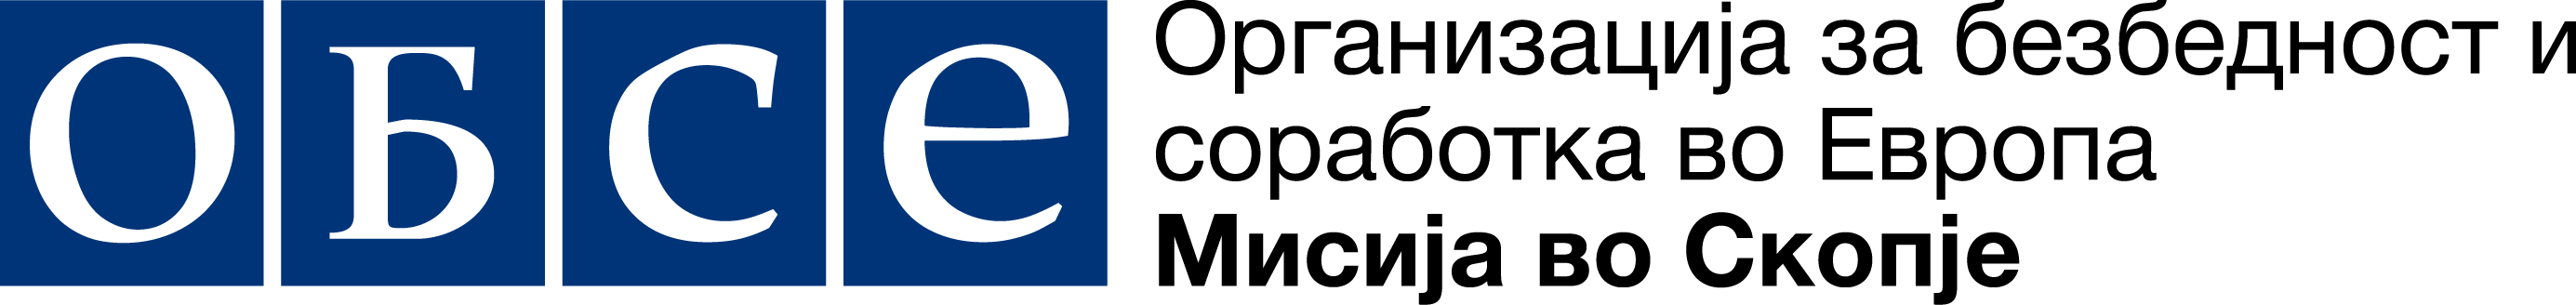 ОБСЕ
Организација за безбедност и
соработка во Европа
Мисија во Скопје